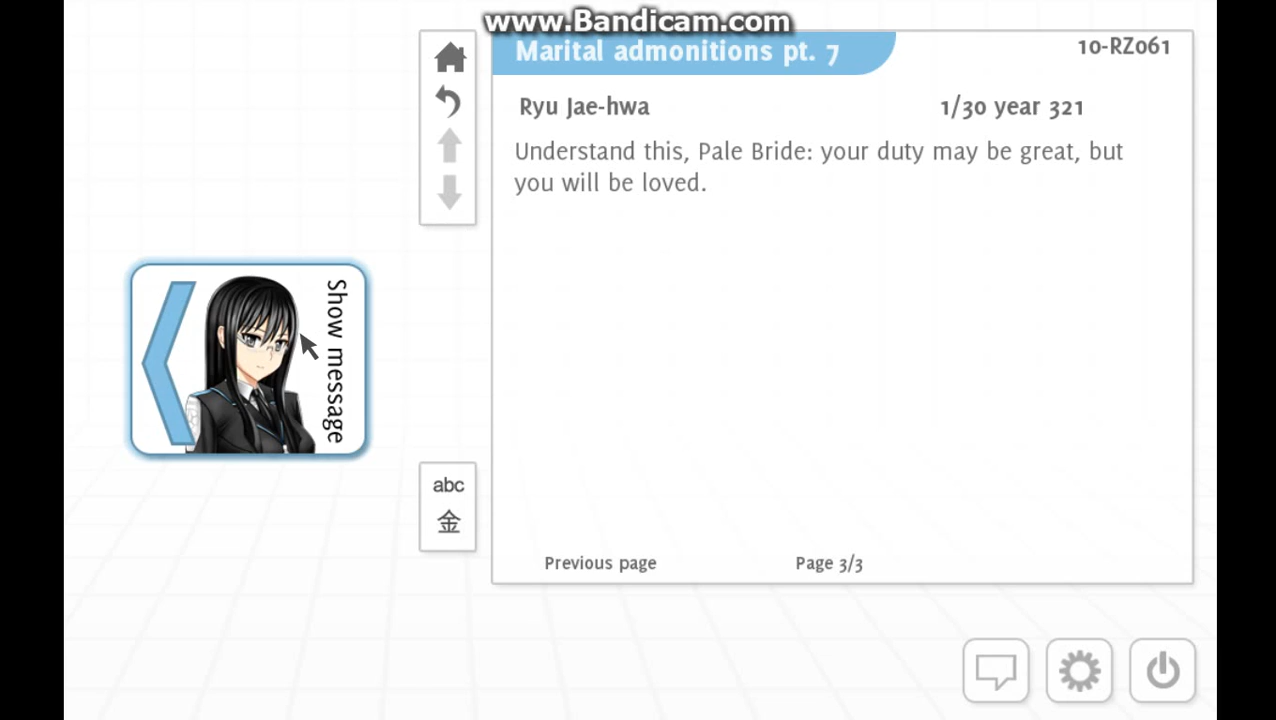 www.Bandicam.com
Marital admonitions pt. 7
10-RZ061
Ryu Jae-hwa
1/30 year 321
Understand this, Pale Bride: your duty may be great, but
you will be loved.
Show message
abc
金
Previous page
Page 3/3